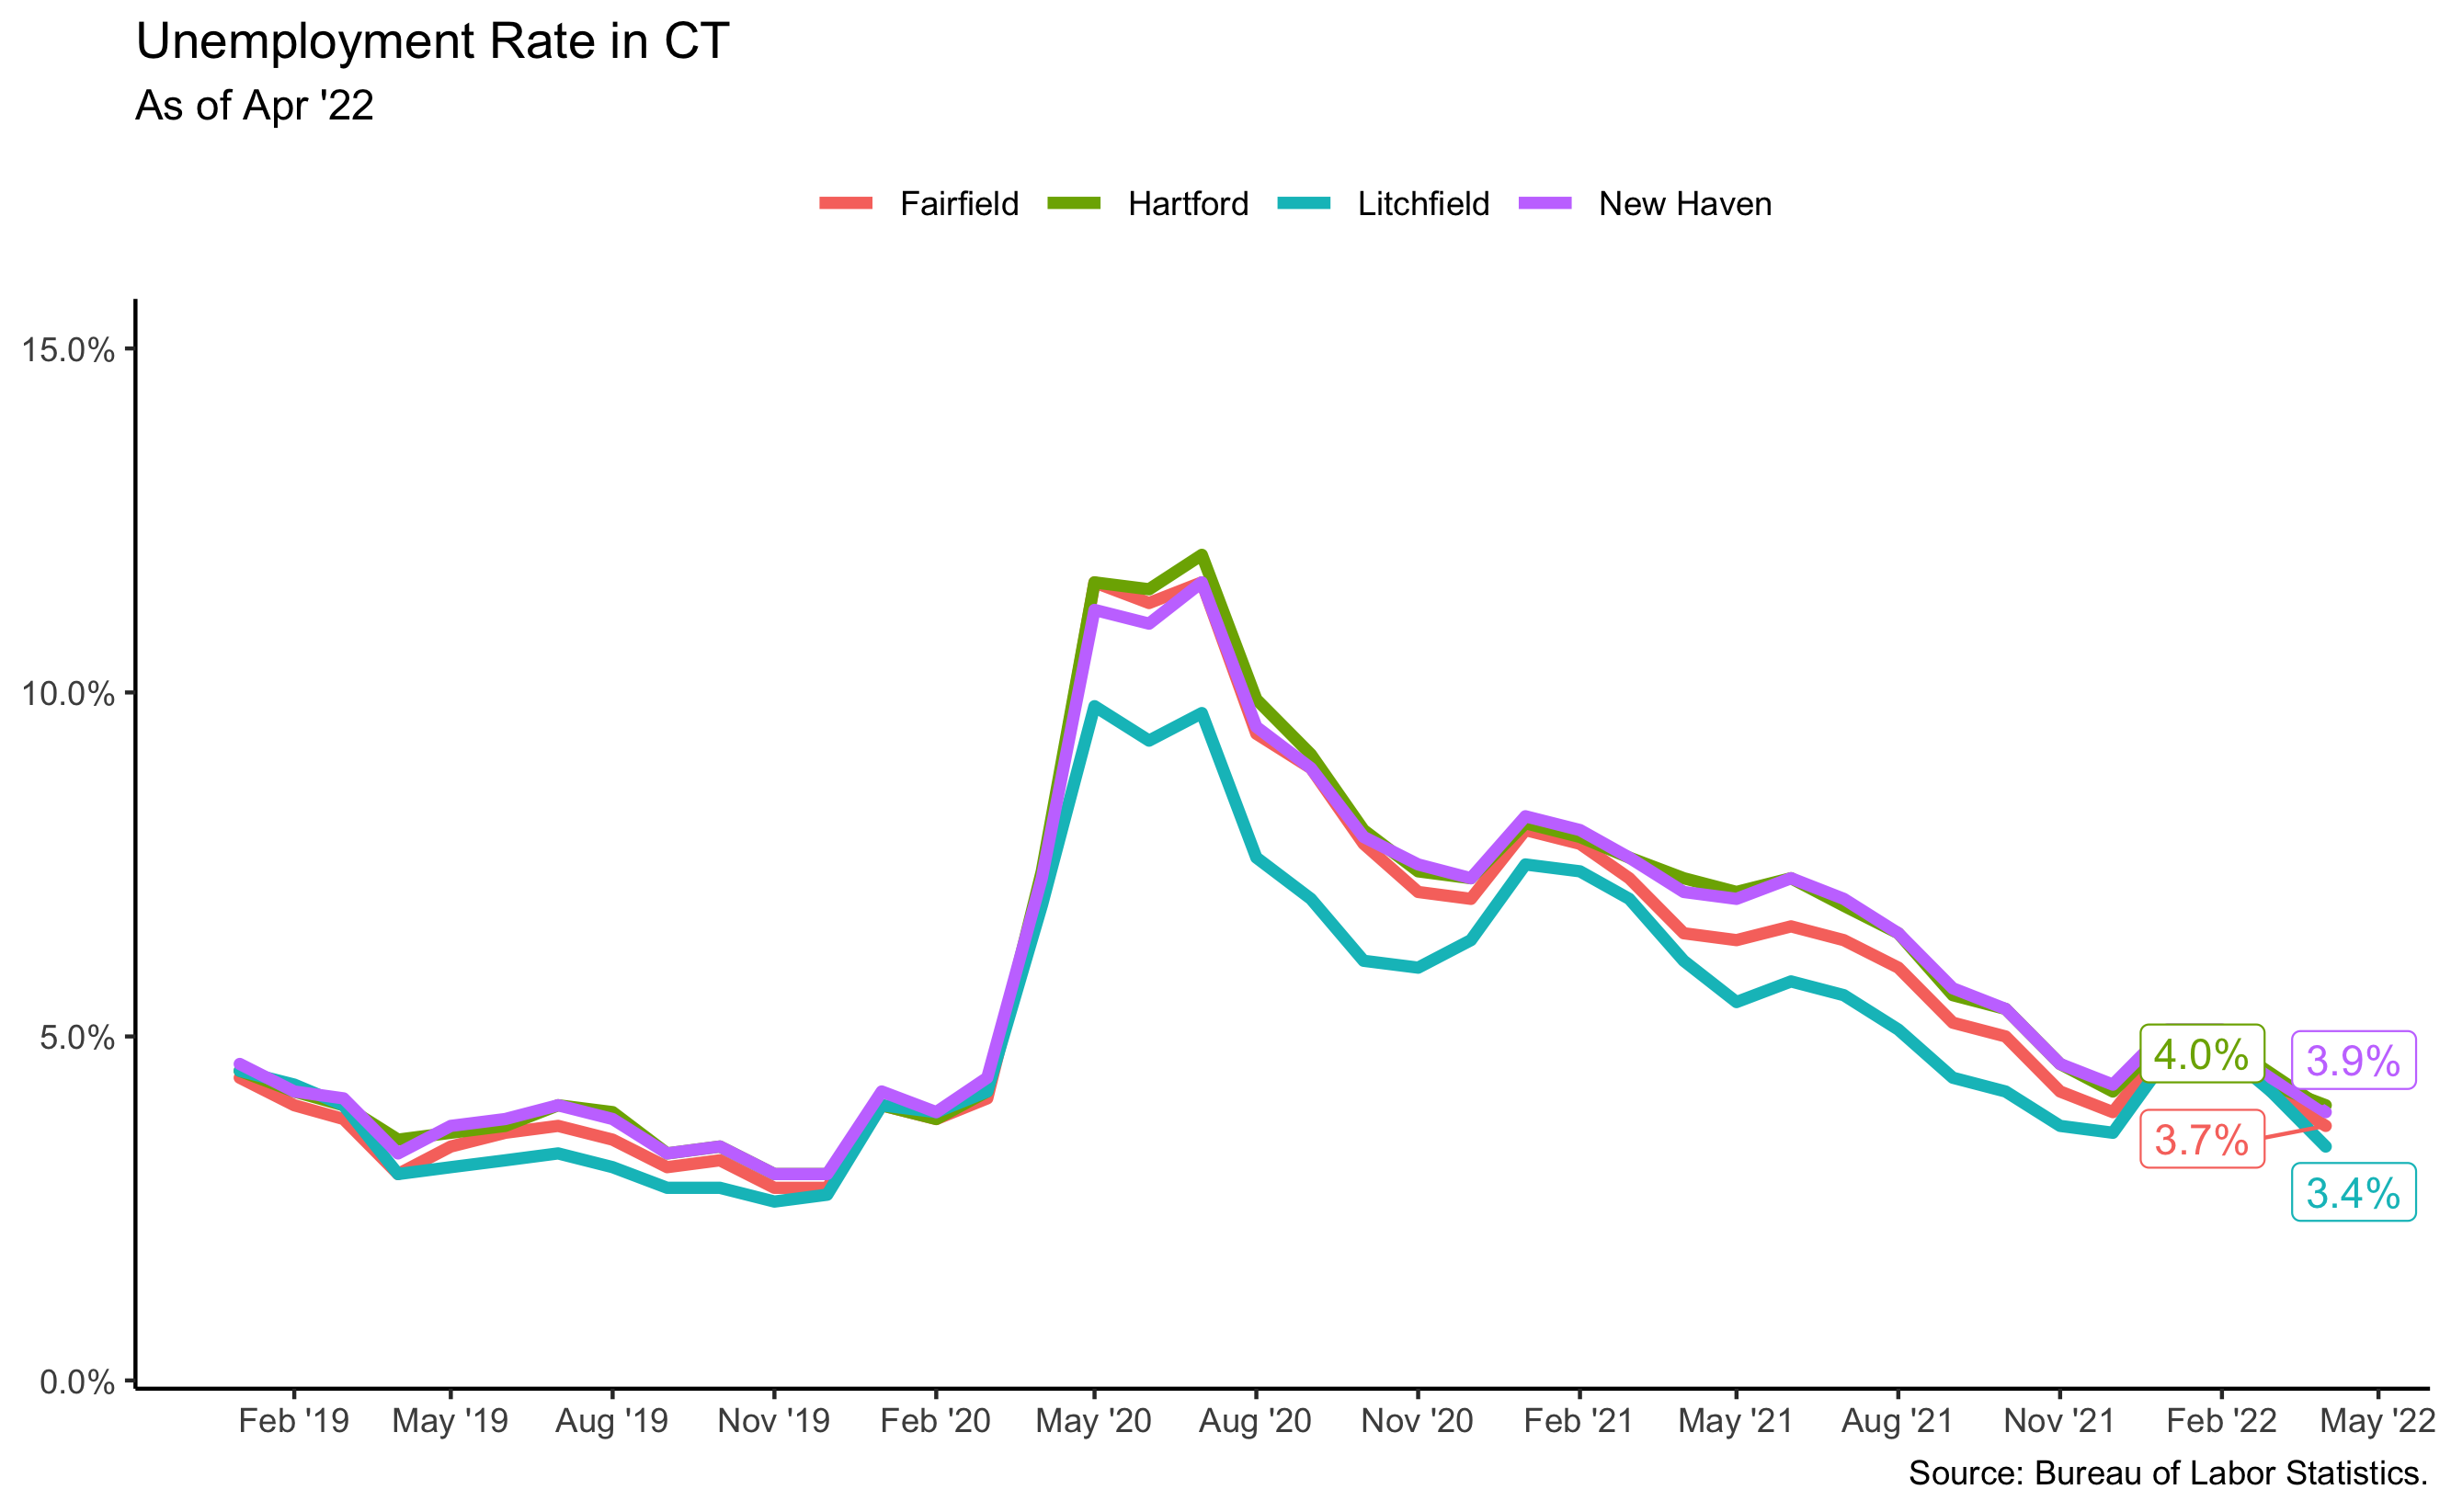 Unemployment Rate in CT
As of Apr '22
Fairfield Hartford Litchfield New Haven
15.0%
10.0%
5.0%
0.0%
4.0%
3.9%
3.7%
3.4%
Feb '19 May '19 Aug '19 Nov '19 Feb '20 May '20 Aug '20 Nov '20 Feb '21 May '21 Aug '21 Nov '21 Feb '22 May '22
Source: Bureau of Labor Statistics.